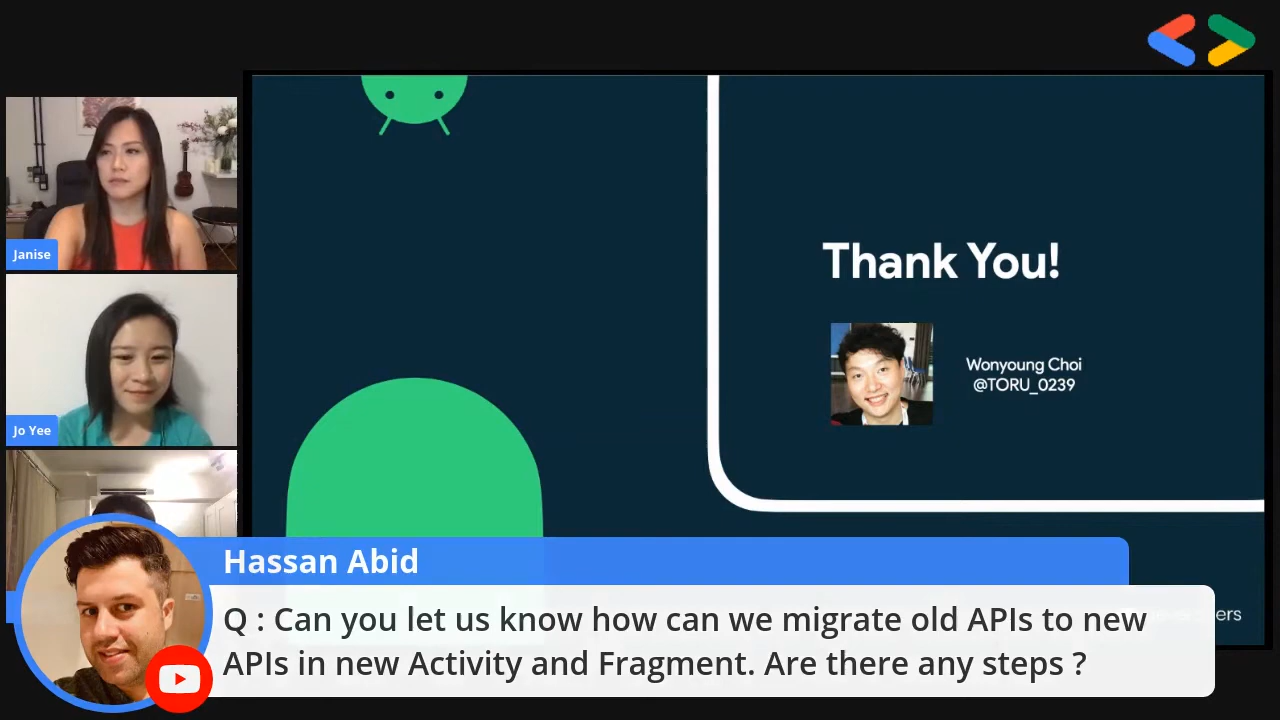 Janise
Jo Yee
Thank You!
Wonyoung Choi
@TORU_0239
Hassan Abid
Q : Can you let us know how can we migrate old APIs to new
APIs in new Activity and Fragment. Are there any steps ?